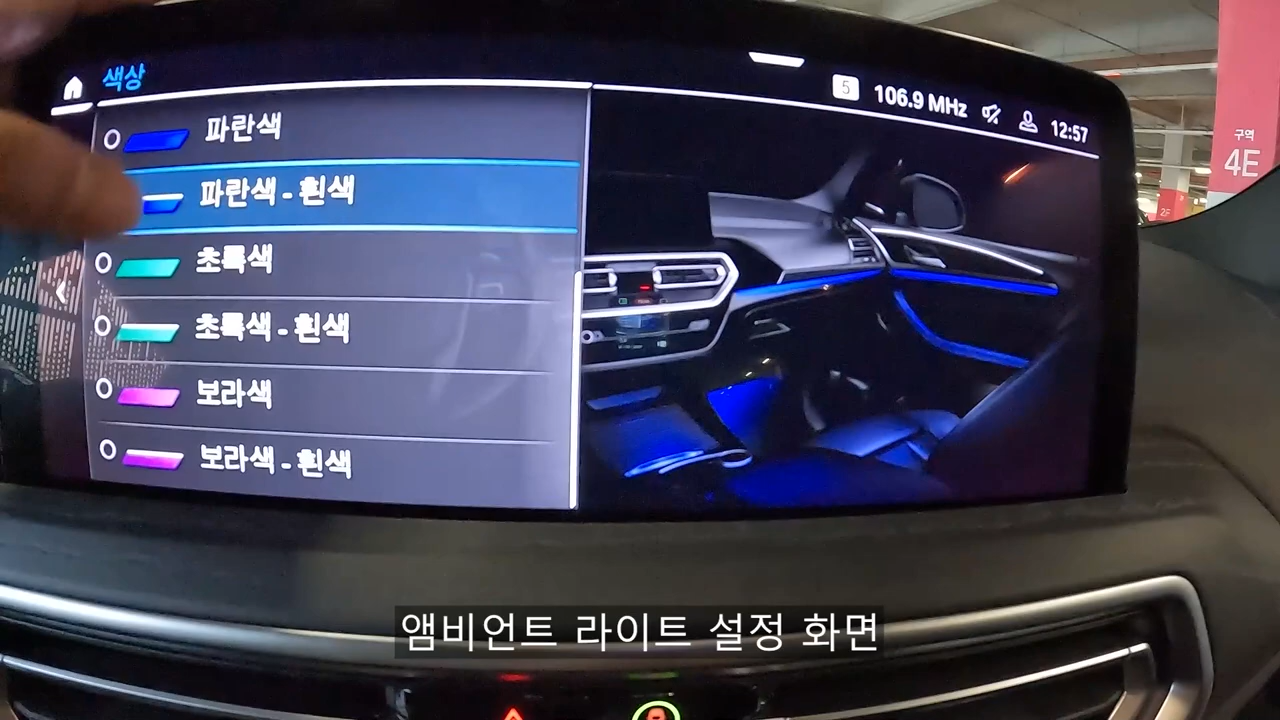 색상
5 106.9 MHz 12:57
파란색
파란색 - 흰색
초록색
초록색 - 흰색
보라색
보라색 - 흰색
구역
4E
2F
앰비언트 라이트 설정 화면